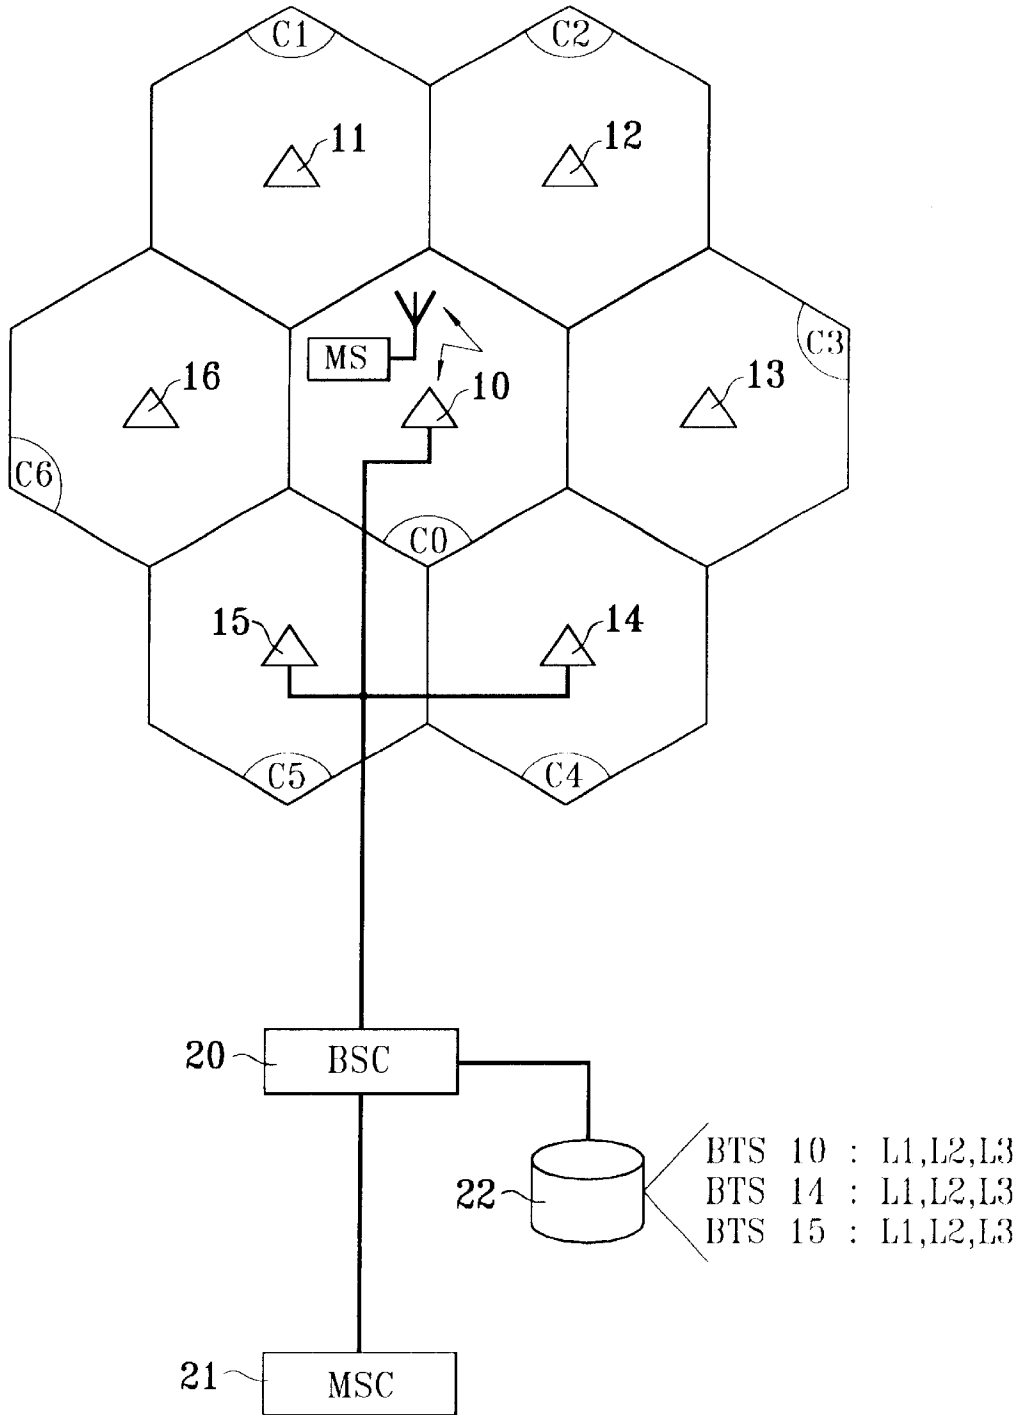 C1
C2
11
12
C3
MS
16
10
13
C6
C0
15
14
C5
C4
20
BSC
BTS 10 : L1,L2,L3
22
BTS 14 : L1,L2,L3
BTS 15 : L1,L2,L3
21
MSC